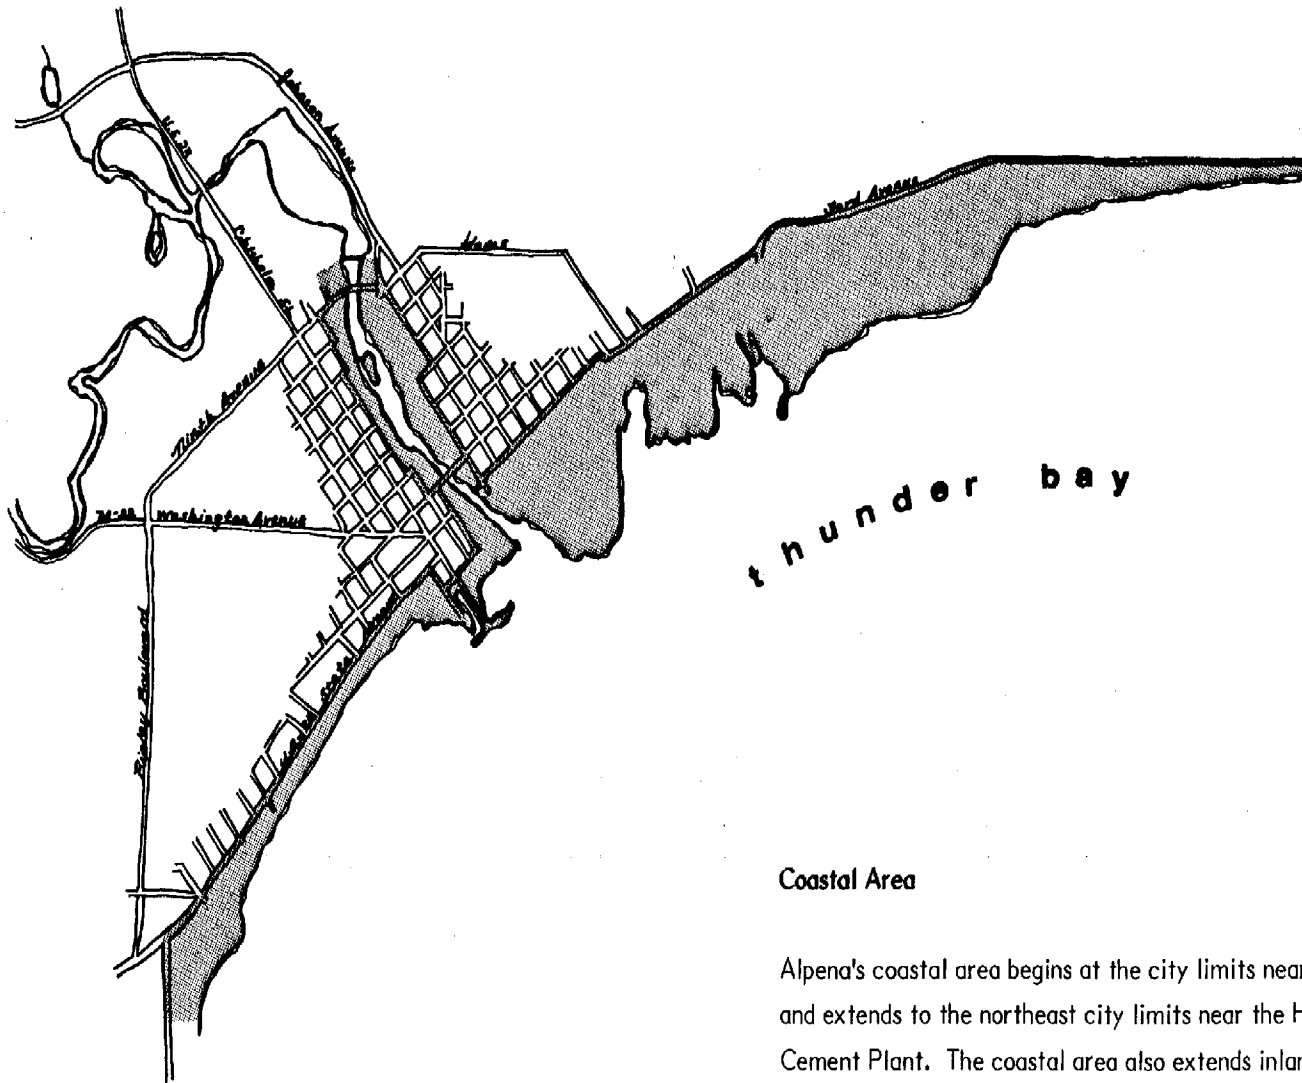 Johnson Avenue
U.S. 23
Ford Avenue
Chisholm St.
Ninth Avenue
Washington Avenue
thunder bay
State
Ripley Boulevard
Coastal Area
Alpena's coastal area begins at the city limits near
and extends to the northeast city limits near the H
Cement Plant. The coastal area also extends inlan